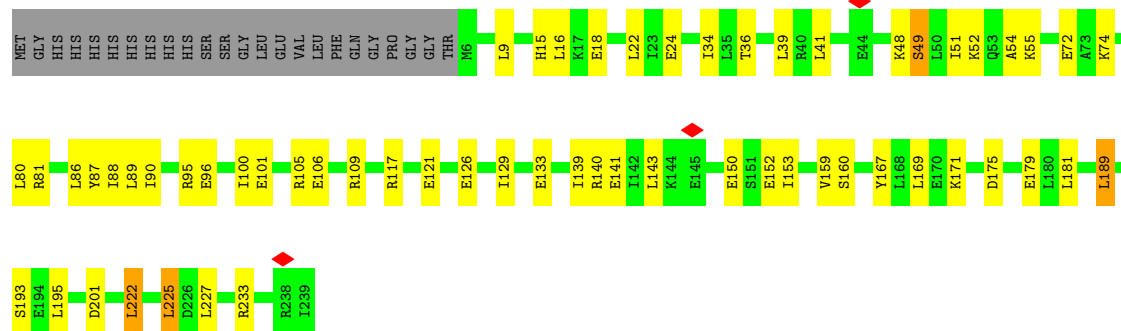 MET GLY HIS HIS HIS HIS HIS HIS HIS HIS HIS HIS SER SER GLY LEU GLU VAL LEU PHE GLN GLY PRO GLY GLY THR M6 L9 H15 L16 K17 E18 L22 I23 E24 I34 L35 T36 L39 R40 L41 E44 K48 S49 L50 I51 K52 Q53 A54 K55 E72 A73 K74
L80 R81 L86 Y87 I88 L89 I90 R95 E96 I100 E101 R105 E106 R109 R117 E121 E126 I129 E133 I139 R140 E141 I142 L143 K144 E145 E150 S151 E152 I153 V159 S160 Y167 L168 L169 E170 K171 D175 E179 L180 L181 L189
S193 E194 L195 D201 L222 L225 D226 L227 R233 R238 I239